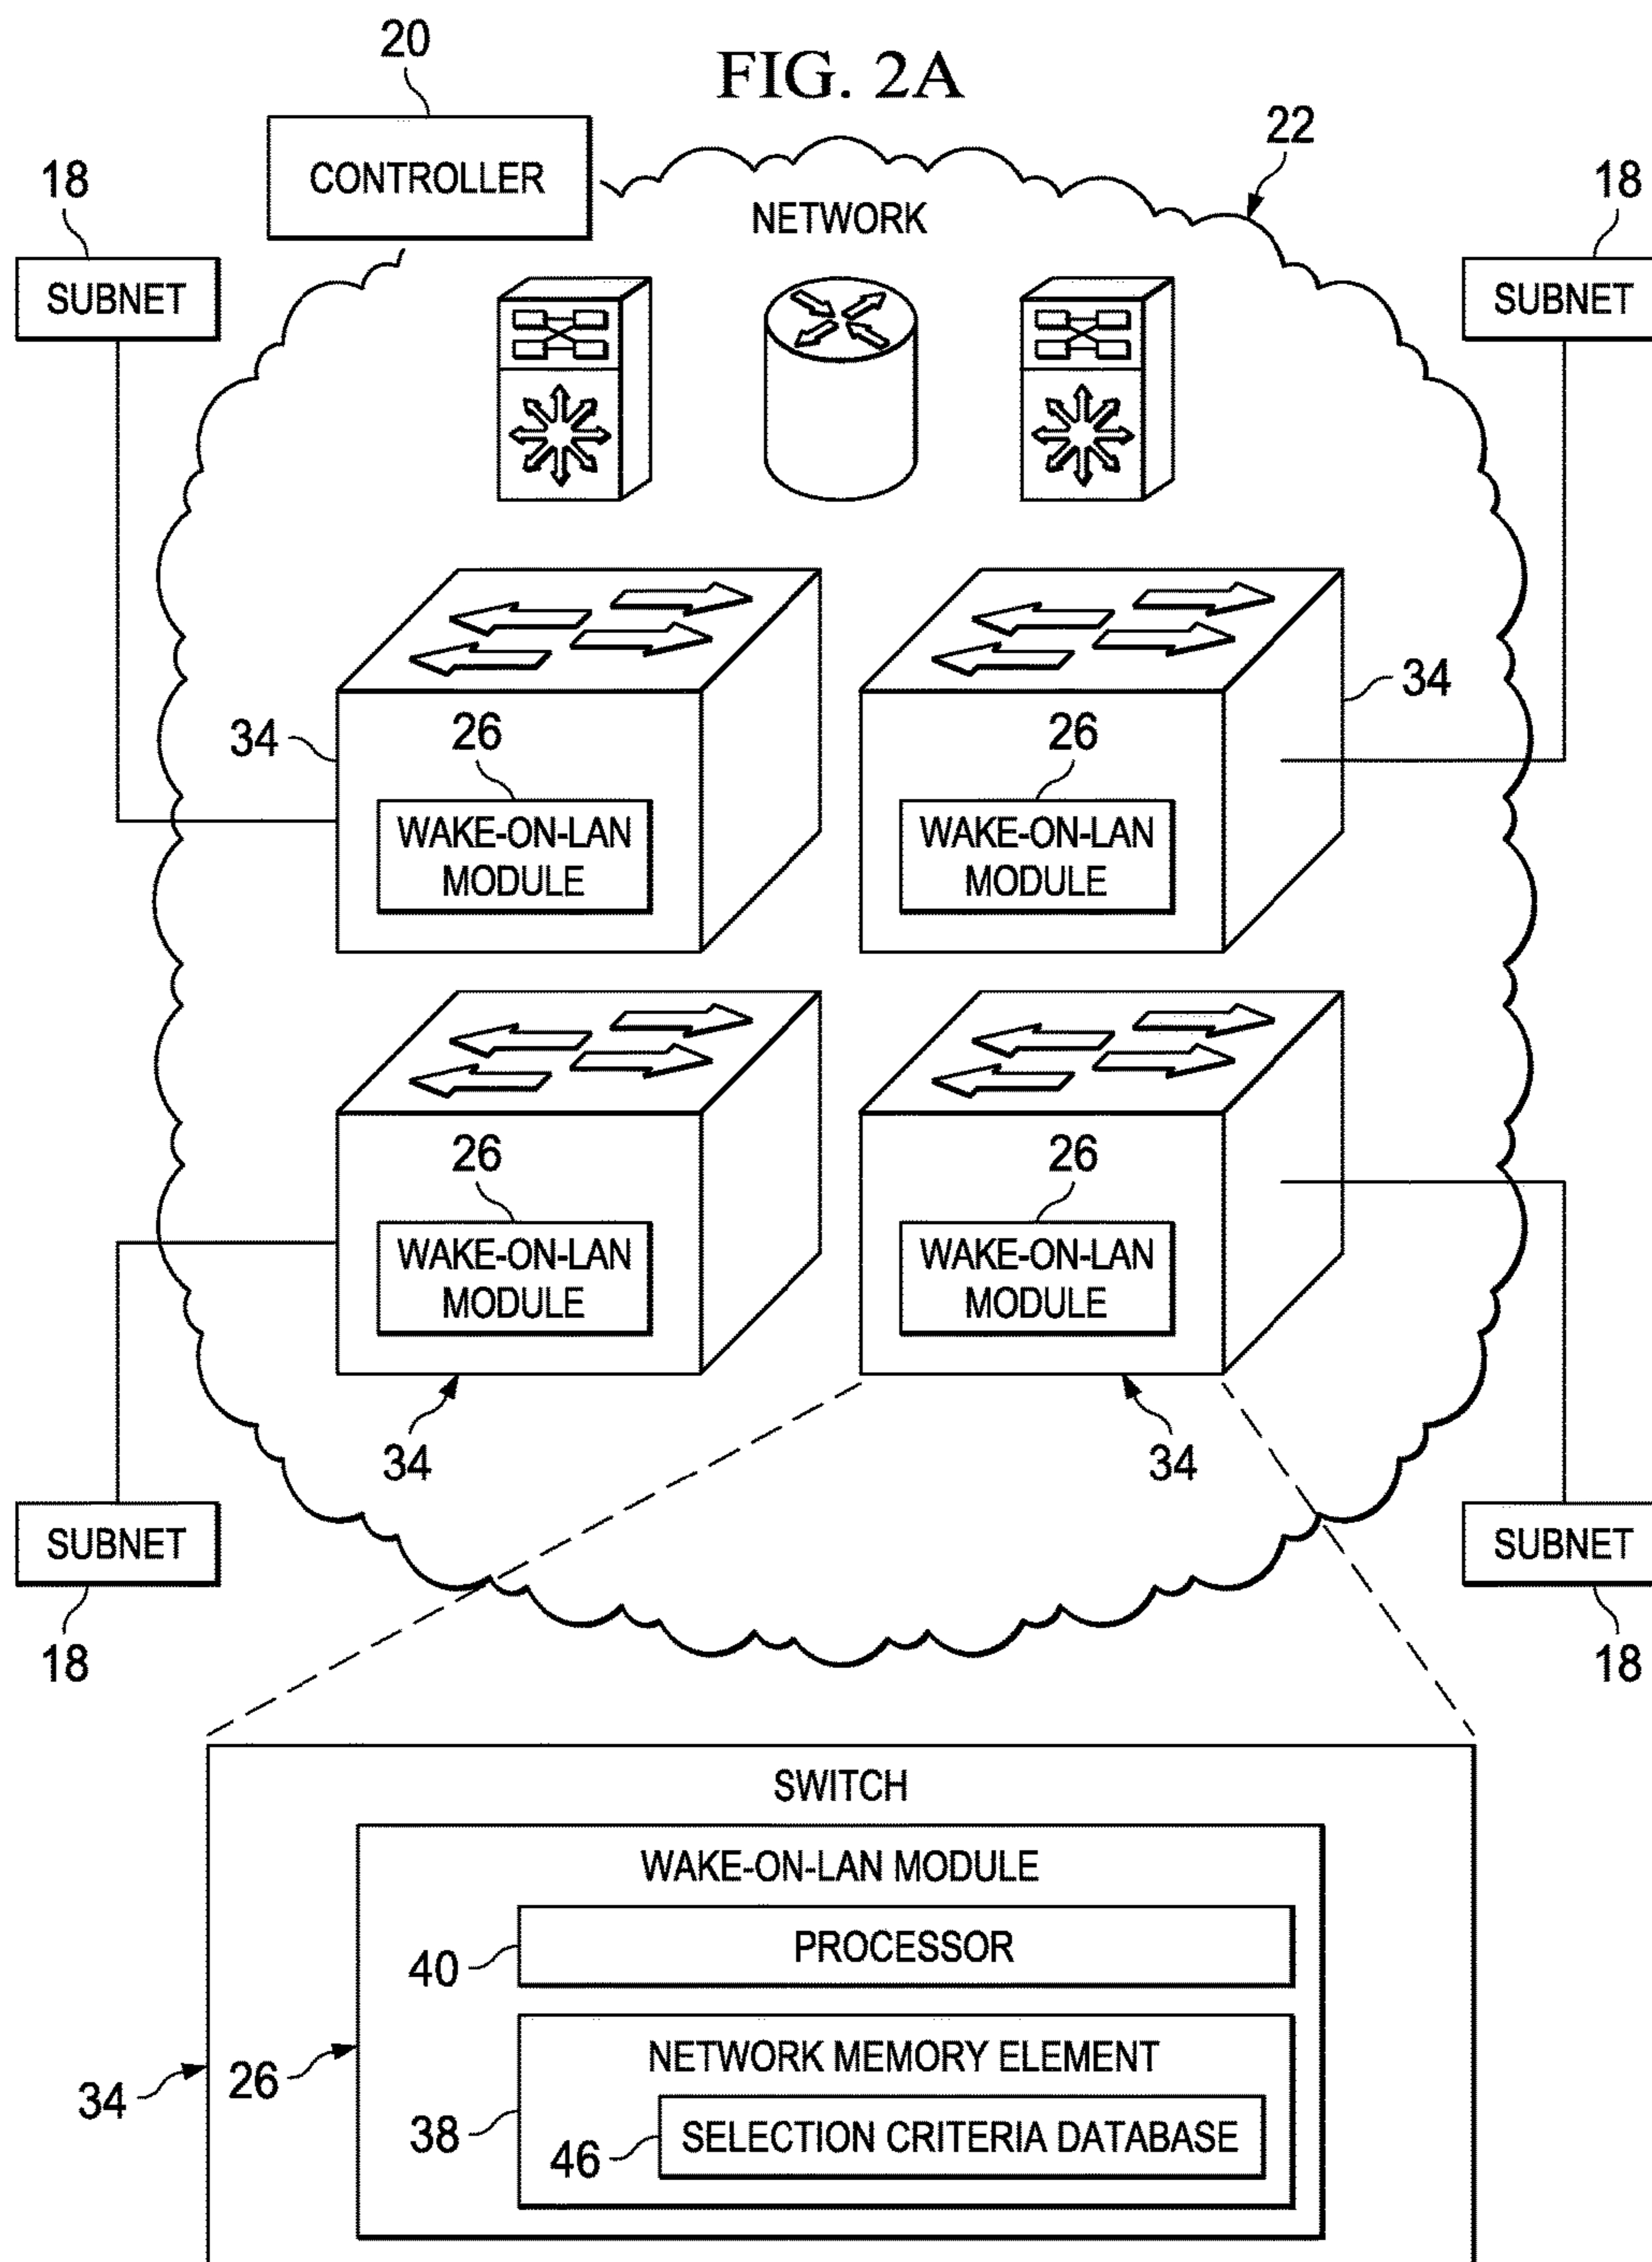 FIG. 2A
20
CONTROLLER
22
NETWORK
18
SUBNET
18
SUBNET
34
26
WAKE-ON-LAN
MODULE
26
WAKE-ON-LAN
MODULE
34
26
WAKE-ON-LAN
MODULE
26
WAKE-ON-LAN
MODULE
34
34
SUBNET
18
SUBNET
18
SWITCH
WAKE-ON-LAN MODULE
PROCESSOR
40
NETWORK MEMORY ELEMENT
34
26
38
46
SELECTION CRITERIA DATABASE